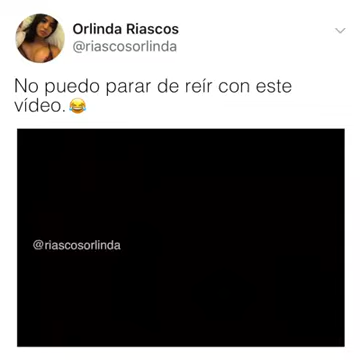 Orlinda Riascos
@riascosorlinda
No puedo parar de reír con este
vídeo.😂
@riascosorlinda